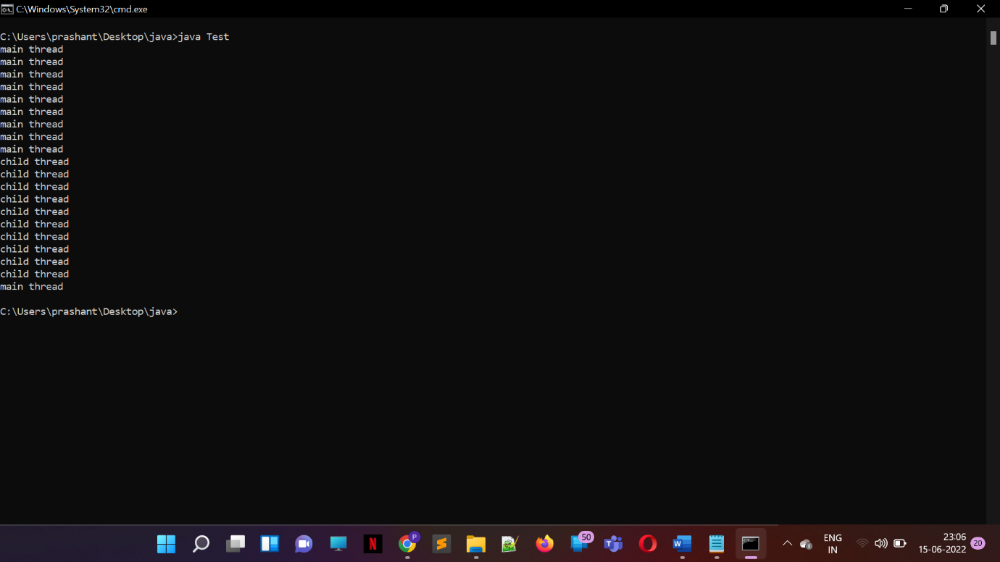 C:\Windows\System32\cmd.exe
C:\Users\prashant\Desktop\java>java Test
main thread
main thread
main thread
main thread
main thread
main thread
main thread
main thread
main thread
child thread
child thread
child thread
child thread
child thread
child thread
child thread
child thread
child thread
child thread
main thread
C:\Users\prashant\Desktop\java>
P
50
N
T
W
ENG
IN
23:06
15-06-2022
20